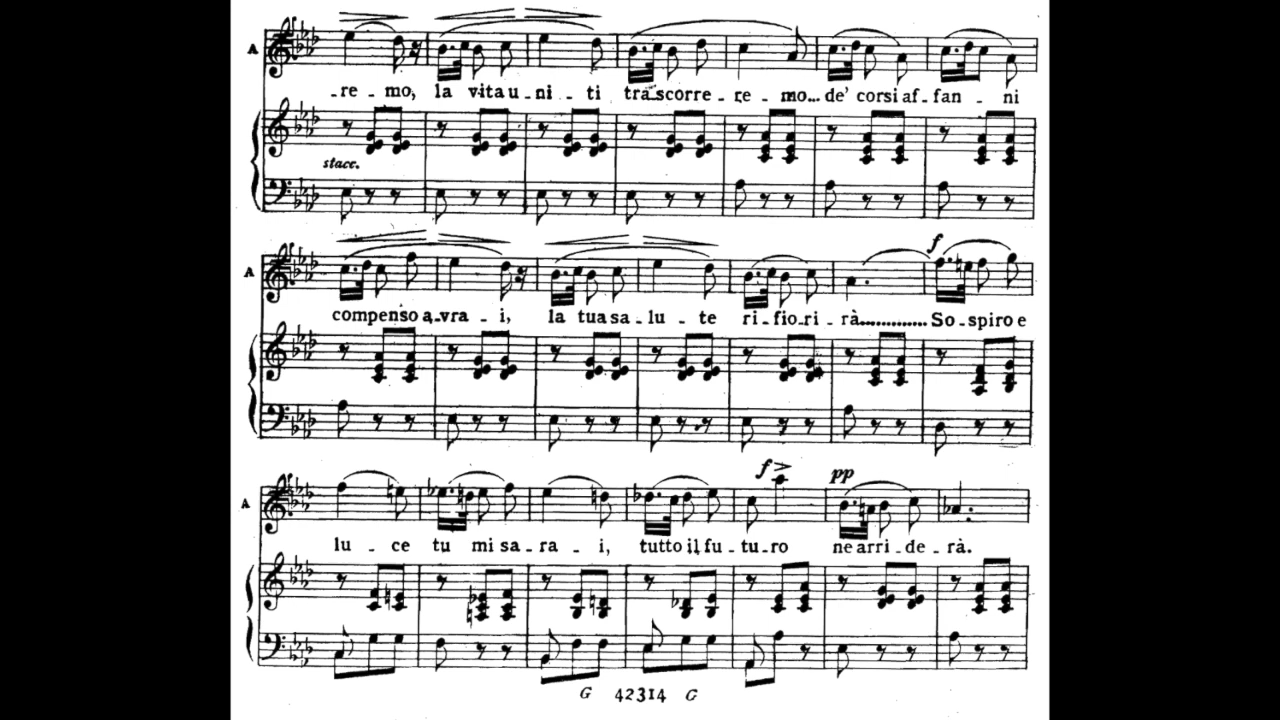 A
-re-mo, la vita u-ni-ti trascorre-re-mo... de' corsi af-fan-ni
stacc.
f
A
compenso a-vra-i, la tua sa-lu-te ri-fio-ri-rà............. So-spiro e
f
pp
A
lu-ce tu mi sa-ra-i, tutto il fu-tu-ro ne arri-de-rà.
G 42314 G